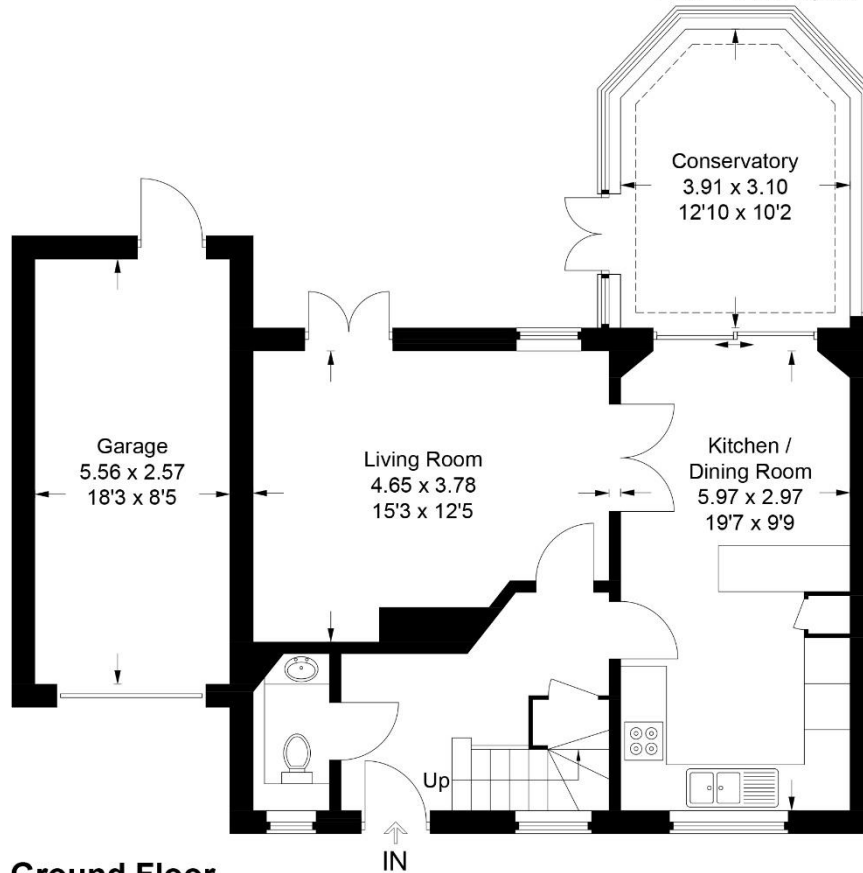 Conservatory
3.91 x 3.10
12'10 x 10'2
Garage
5.56 x 2.57
18'3 x 8'5
Living Room
4.65 x 3.78
15'3 x 12'5
Kitchen /
Dining Room
5.97 x 2.97
19'7 x 9'9
Up
IN
Ground Floor